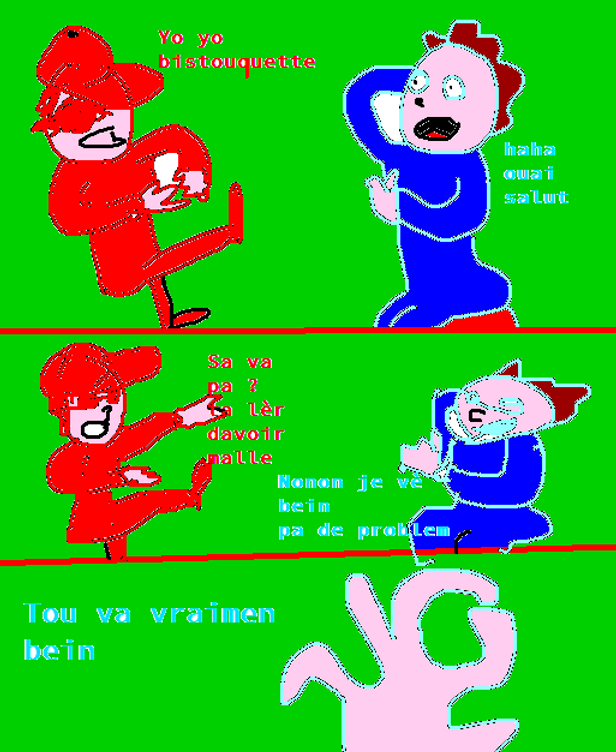 Yo yo
bistouquette
haha
ouai
salut
Sa va
pa ?
lèr
davoir
malle
Nonon je vé
bein
pa de problem
Tou va vraimen
bein